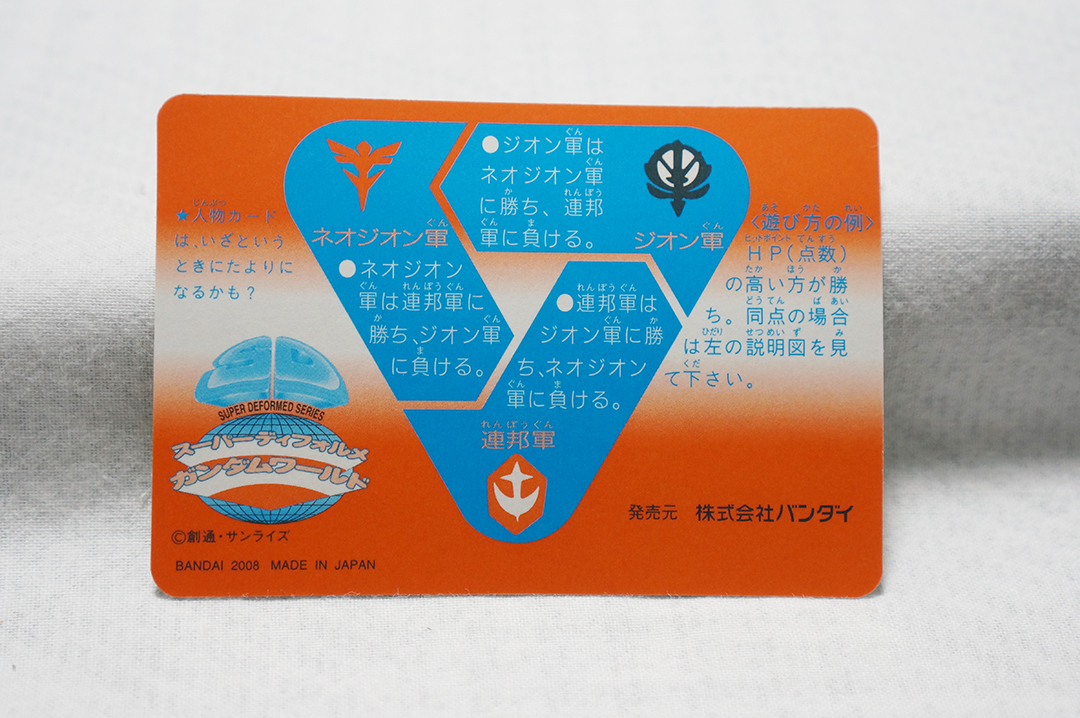 ★人物カード
は、いざという
ときにたよりに
なるかも？
ネオジオン軍
●ジオン軍は
ネオジオン軍
に勝ち、連邦
軍に負ける。
ジオン軍
●ネオジオン
軍は連邦軍に
勝ち、ジオン軍
に負ける。
●連邦軍は
ジオン軍に勝
ち、ネオジオン
軍に負ける。
連邦軍
〈遊び方の例〉
HP(点数)
の高い方が勝
ち。同点の場合
は左の説明図を見
て下さい。
SD
SUPER DEFORMED SERIES
スーパーディフォルメ
ガンダムワールド
©創通・サンライズ
BANDAI 2008 MADE IN JAPAN
発売元 株式会社バンダイ